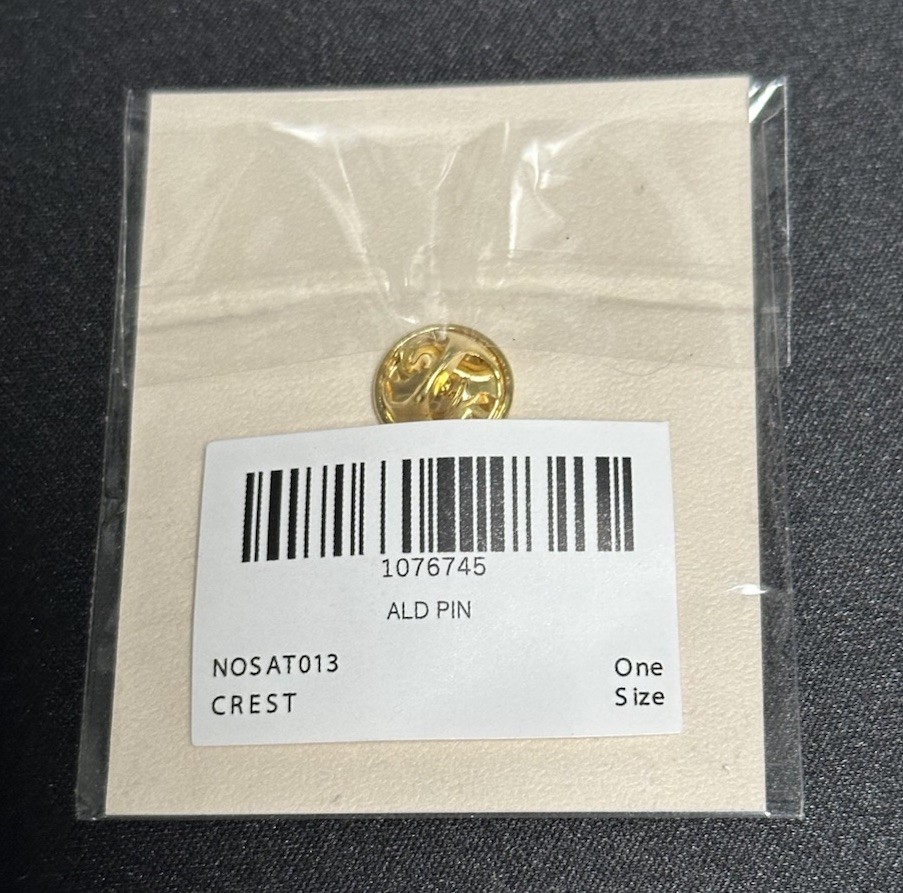 1076745
ALD PIN
NOSAT013
CREST
One
Size